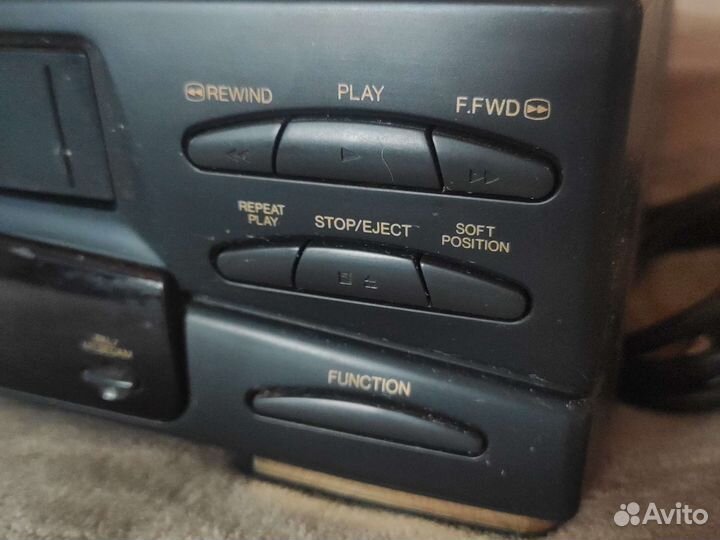 REWIND PLAY F.FWD
REPEAT PLAY STOP/EJECT SOFT POSITION
FUNCTION
Avito